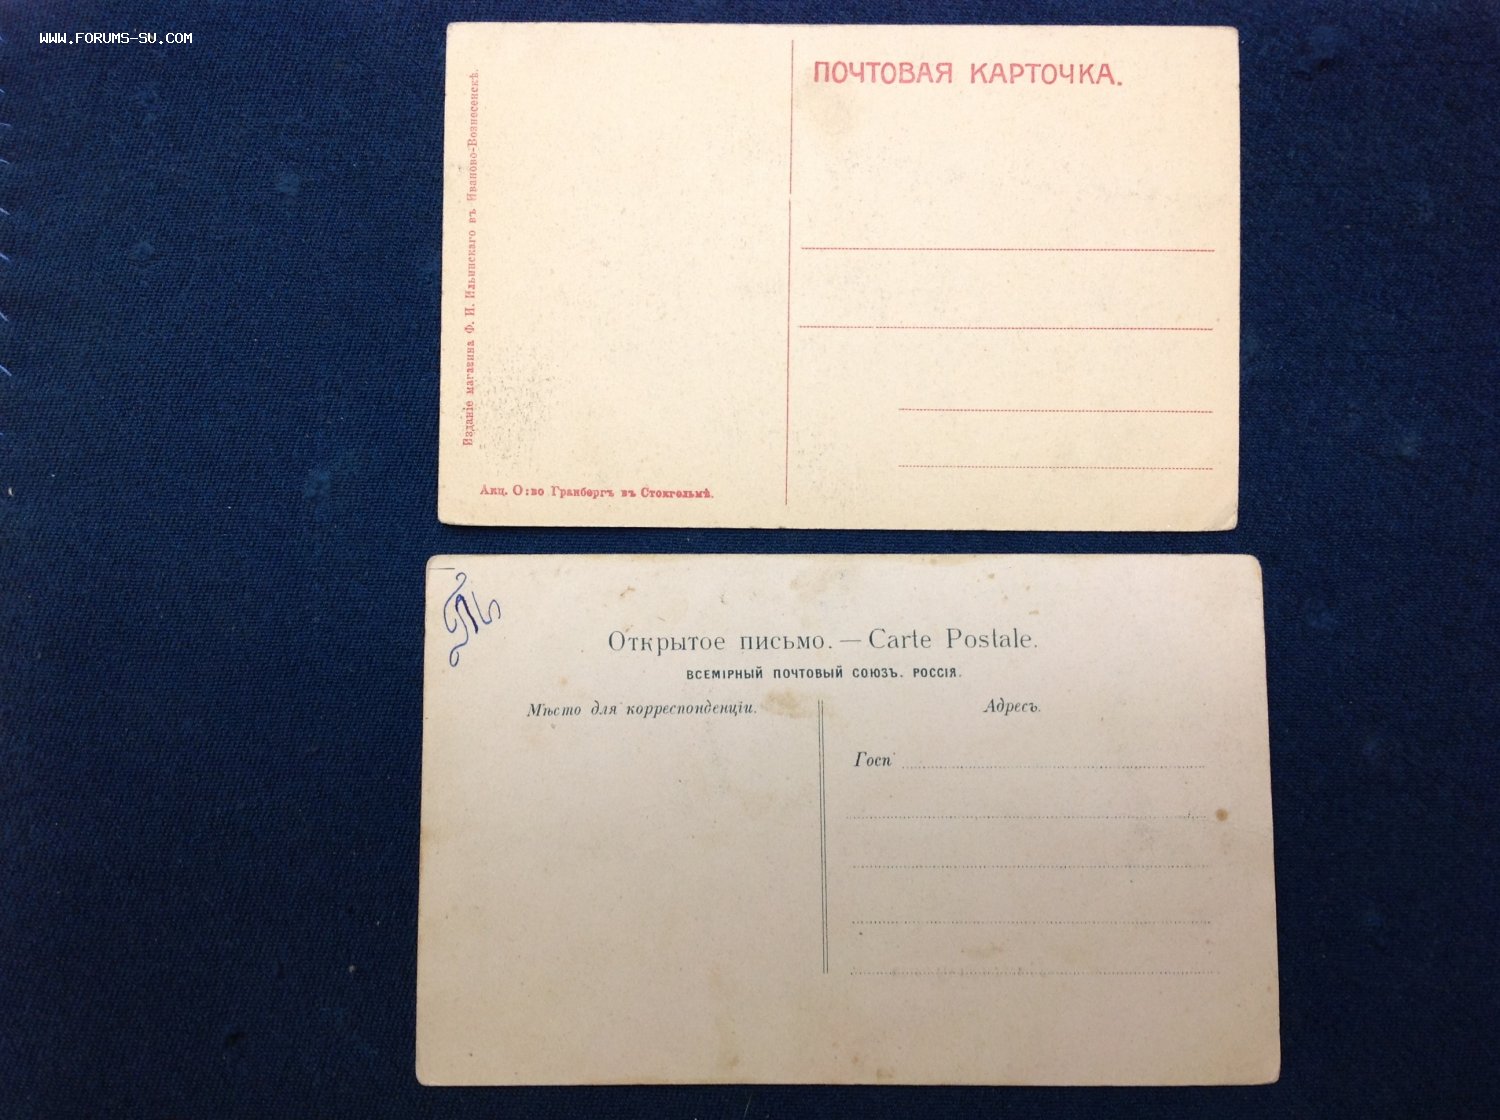 WWW.FORUMS-SU.COM
ПОЧТОВАЯ КАРТОЧКА.
Изданіе магазина Ф. И. Ильинскаго въ Иваново-Вознесенскѣ.
Акц. О:во Гранбергъ въ Стокгольмѣ.
Открытое письмо. — Carte Postale.
ВСЕМІРНЫЙ ПОЧТОВЫЙ СОЮЗЪ. РОССІЯ.
Мѣсто для корреспонденціи.
Адресъ.
Госп